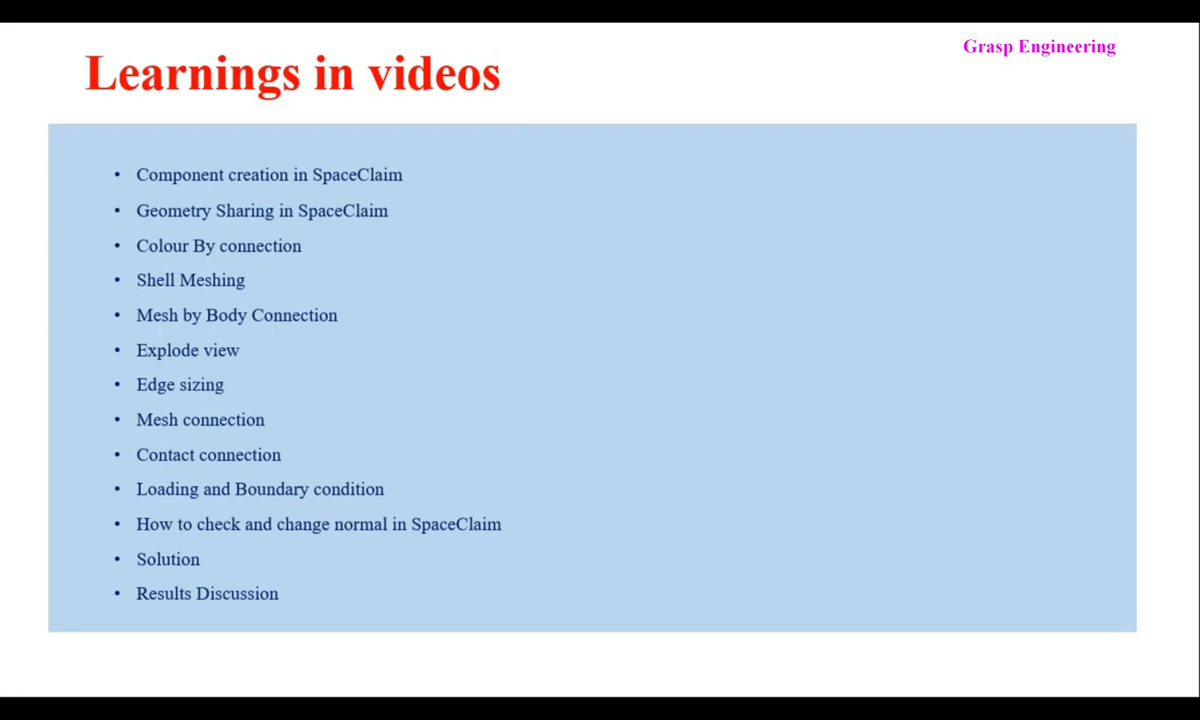 Grasp Engineering
Learnings in videos
• Component creation in SpaceClaim
• Geometry Sharing in SpaceClaim
• Colour By connection
• Shell Meshing
• Mesh by Body Connection
• Explode view
• Edge sizing
• Mesh connection
• Contact connection
• Loading and Boundary condition
• How to check and change normal in SpaceClaim
• Solution
• Results Discussion